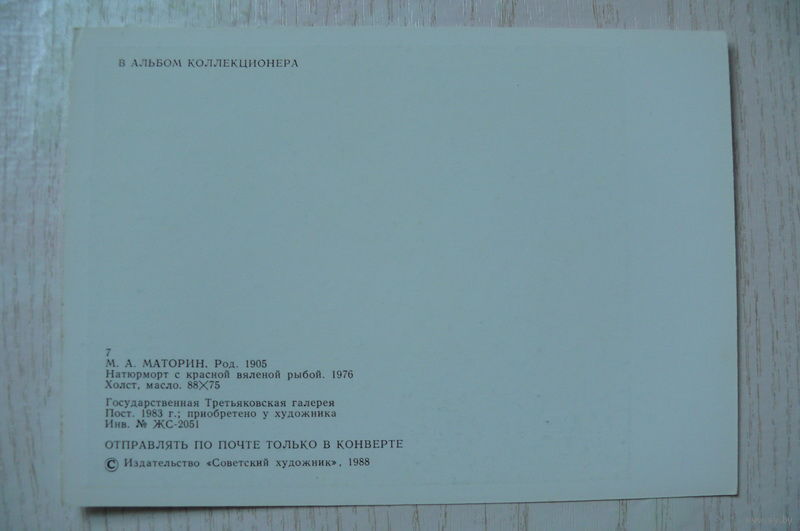 В АЛЬБОМ КОЛЛЕКЦИОНЕРА
7
М. А. МАТОРИН. Род. 1905
Натюрморт с красной вяленой рыбой. 1976
Холст, масло. 88×75
Государственная Третьяковская галерея
Пост. 1983 г.; приобретено у художника
Инв. № ЖС-2051
ОТПРАВЛЯТЬ ПО ПОЧТЕ ТОЛЬКО В КОНВЕРТЕ
© Издательство «Советский художник», 1988